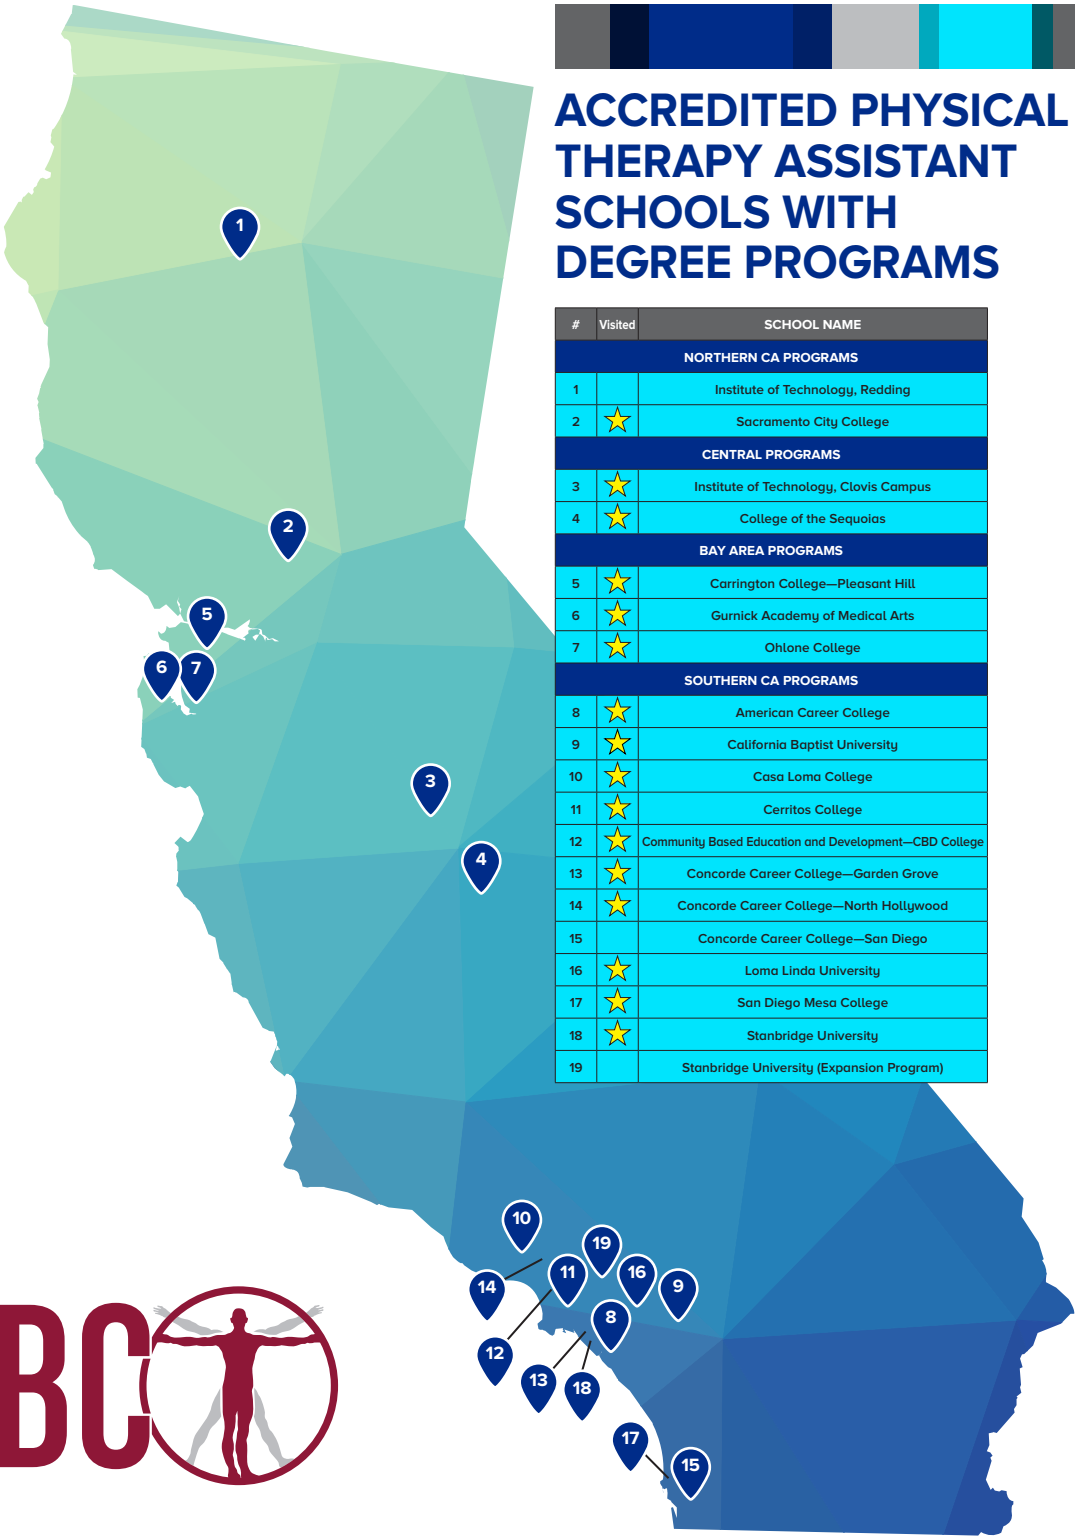 ACCREDITED PHYSICAL
THERAPY ASSISTANT
SCHOOLS WITH
DEGREE PROGRAMS
# Visited SCHOOL NAME
NORTHERN CA PROGRAMS
1 Institute of Technology, Redding
2 Sacramento City College
CENTRAL PROGRAMS
3 Institute of Technology, Clovis Campus
4 College of the Sequoias
BAY AREA PROGRAMS
5 Carrington College—Pleasant Hill
6 Gurnick Academy of Medical Arts
7 Ohlone College
SOUTHERN CA PROGRAMS
8 American Career College
9 California Baptist University
10 Casa Loma College
11 Cerritos College
12 Community Based Education and Development—CBD College
13 Concorde Career College—Garden Grove
14 Concorde Career College—North Hollywood
15 Concorde Career College—San Diego
16 Loma Linda University
17 San Diego Mesa College
18 Stanbridge University
19 Stanbridge University (Expansion Program)
1
2
5
6
7
3
4
10
19
11
16
14
9
8
12
13
18
17
15
BC